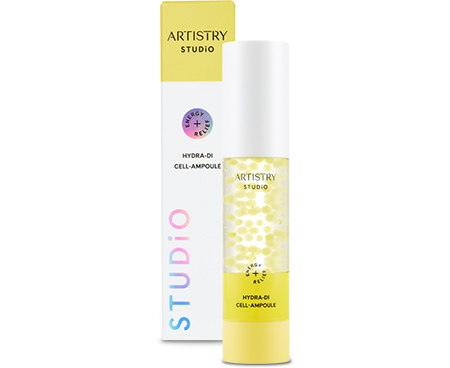 ARTISTRY
STUDiO
ENERGY + RELIEF
HYDRA-DI
CELL-AMPOULE
STUDiO
ARTISTRY
STUDiO
ENERGY + RELIEF
HYDRA-DI
CELL-AMPOULE